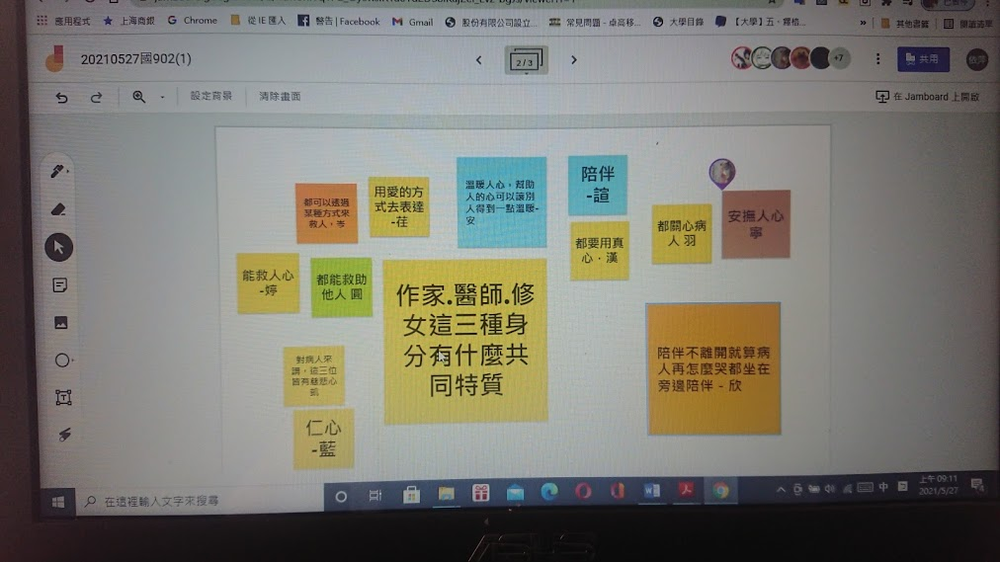 應用程式 上海商銀 Chrome 從 IE 匯入 警告 | Facebook Gmail 股份有限公司設立... 常見問題 - 卓高移... 大學目錄 » 其他書籤 閱讀清單
20210527國902(1)
2 / 3
+7
共用
設定背景 清除畫面
在 Jamboard 上開啟
都可以透過
某種方式來
救人，岑
用愛的方
式去表達
-荏
溫暖人心，幫助
人的心可以讓別
人得到一點溫暖-
安
陪伴
-諠
都要用真
心．漢
都關心病
人 羽
安撫人心
寧
能救人心
-婷
都能救助
他人 圓
作家.醫師.修
女這三種身
分有什麼共
同特質
對病人來
講，這三位
皆有慈悲心
凱
仁心
-藍
陪伴不離開就算病
人再怎麼哭都坐在
旁邊陪伴 - 欣
在這裡輸入文字來搜尋
中
上午 09:11
2021/5/27